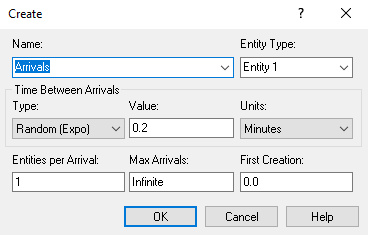 Create ?
Name: Entity Type:
Arrivals Entity 1
Time Between Arrivals
Type: Value: Units:
Random (Expo) 0.2 Minutes
Entities per Arrival: Max Arrivals: First Creation:
1 Infinite 0.0
OK Cancel Help